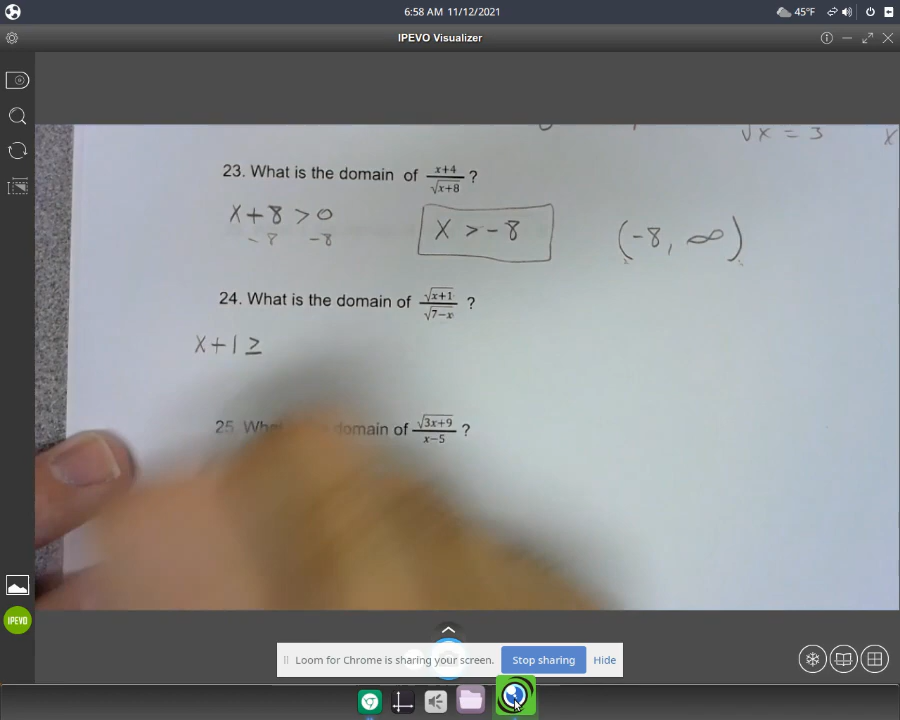 6:58 AM 11/12/2021
45°F
IPEVO Visualizer
√x = 3
x
23. What is the domain of x+4/√x+8 ?
x + 8 > 0
-8 -8
x > -8
(-8, ∞)
24. What is the domain of √x+1/√7-x ?
x + 1 ≥
25. domain of √3x+9/x-5 ?
IPEVO
Loom for Chrome is sharing your screen.
Stop sharing
Hide